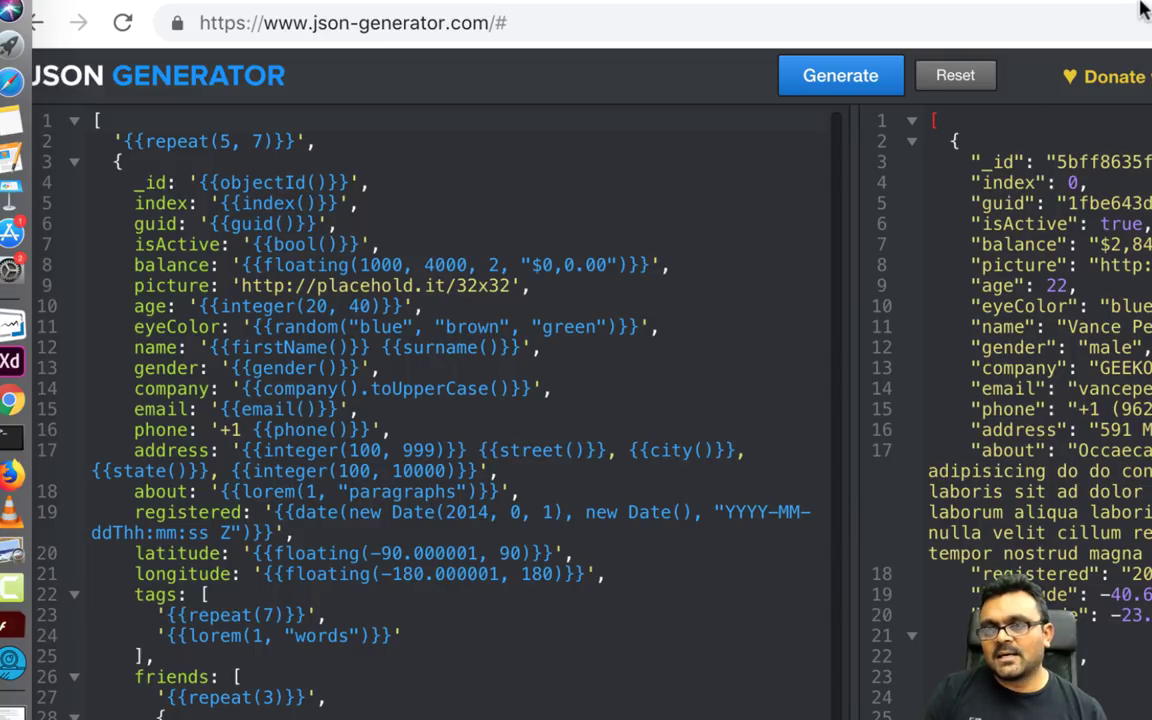 https://www.json-generator.com/#
JSON GENERATOR
Generate
Reset
Donate
1 [
2 '{{repeat(5, 7)}}',
3 {
4 _id: '{{objectId()}}',
5 index: '{{index()}}',
6 guid: '{{guid()}}',
7 isActive: '{{bool()}}',
8 balance: '{{floating(1000, 4000, 2, "$0,0.00")}}',
9 picture: 'http://placehold.it/32x32',
10 age: '{{integer(20, 40)}}',
11 eyeColor: '{{random("blue", "brown", "green")}}',
12 name: '{{firstName()}} {{surname()}}',
13 gender: '{{gender()}}',
14 company: '{{company().toUpperCase()}}',
15 email: '{{email()}}',
16 phone: '+1 {{phone()}}',
17 address: '{{integer(100, 999)}} {{street()}}, {{city()}},
{{state()}}, {{integer(100, 10000)}}',
18 about: '{{lorem(1, "paragraphs")}}',
19 registered: '{{date(new Date(2014, 0, 1), new Date(), "YYYY-MM-
ddThh:mm:ss Z")}}',
20 latitude: '{{floating(-90.000001, 90)}}',
21 longitude: '{{floating(-180.000001, 180)}}',
22 tags: [
23 '{{repeat(7)}}',
24 '{{lorem(1, "words")}}'
25 ],
26 friends: [
27 '{{repeat(3)}}',
28 {
1 [
2 {
3 "_id": "5bff8635f
4 "index": 0,
5 "guid": "1fbe643d
6 "isActive": true,
7 "balance": "$2,84
8 "picture": "http:
9 "age": 22,
10 "eyeColor": "blue
11 "name": "Vance Pe
12 "gender": "male",
13 "company": "GEEKO
14 "email": "vancepe
15 "phone": "+1 (962
16 "address": "591 M
17 "about": "Occaeca
adipisicing do do con
laboris sit ad dolor
laborum aliqua labori
nulla velit cillum re
tempor nostrud magna
18 "registered": "20
19 de": -40.6
20 -23.
21
22 ,
23
24
25
Xd
1
2